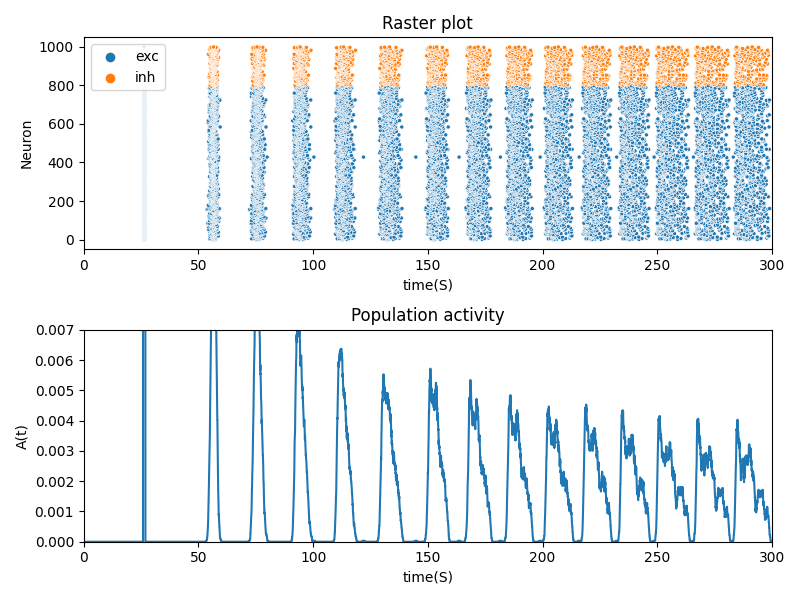 Raster plot
1000
800
600
400
200
0
Neuron
exc
inh
0 50 100 150 200 250 300
time(S)
Population activity
0.007
0.006
0.005
0.004
0.003
0.002
0.001
0.000
A(t)
0 50 100 150 200 250 300
time(S)